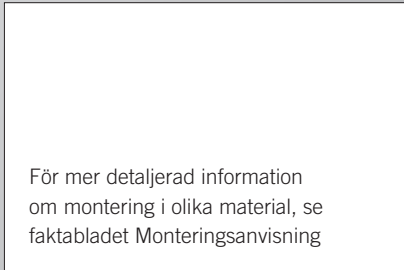 För mer detaljerad information
om montering i olika material, se
faktabladet Monteringsanvisning